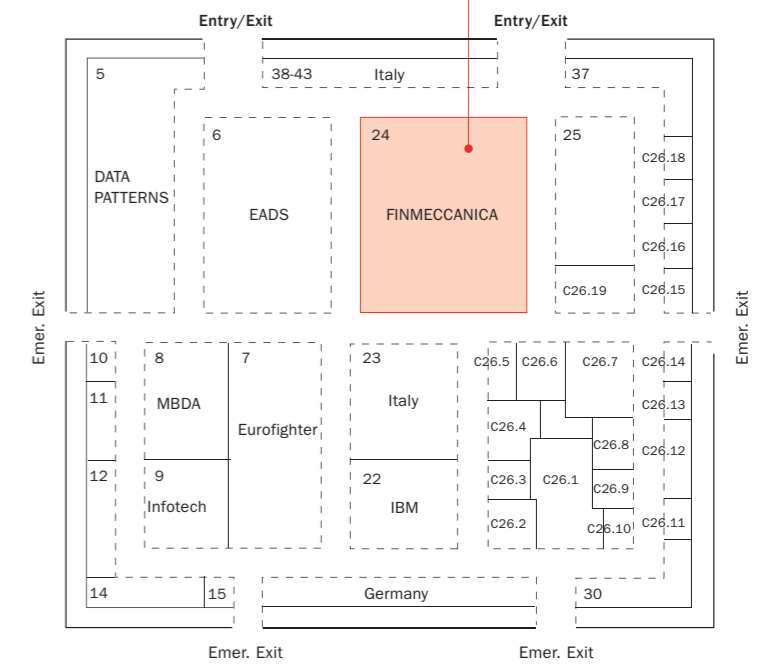 Entry/Exit
Entry/Exit
5
38-43
Italy
37
6
24
25
DATA
PATTERNS
EADS
FINMECCANICA
C26.18
C26.17
C26.16
C26.19
C26.15
Emer. Exit
Emer. Exit
10
8
7
23
C26.5
C26.6
C26.7
C26.14
11
MBDA
Italy
C26.13
Eurofighter
C26.4
C26.8
C26.12
12
9
22
C26.3
C26.1
C26.9
Infotech
IBM
C26.2
C26.10
C26.11
14
15
Germany
30
Emer. Exit
Emer. Exit